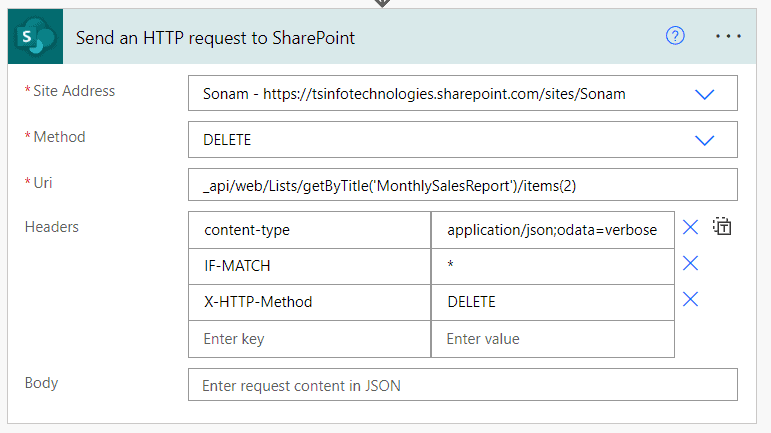 S Send an HTTP request to SharePoint ? ...
* Site Address Sonam - https://tsinfotechnologies.sharepoint.com/sites/Sonam
* Method DELETE
* Uri _api/web/Lists/getByTitle('MonthlySalesReport')/items(2)
Headers content-type application/json;odata=verbose T
IF-MATCH *
X-HTTP-Method DELETE
Enter key Enter value
Body Enter request content in JSON